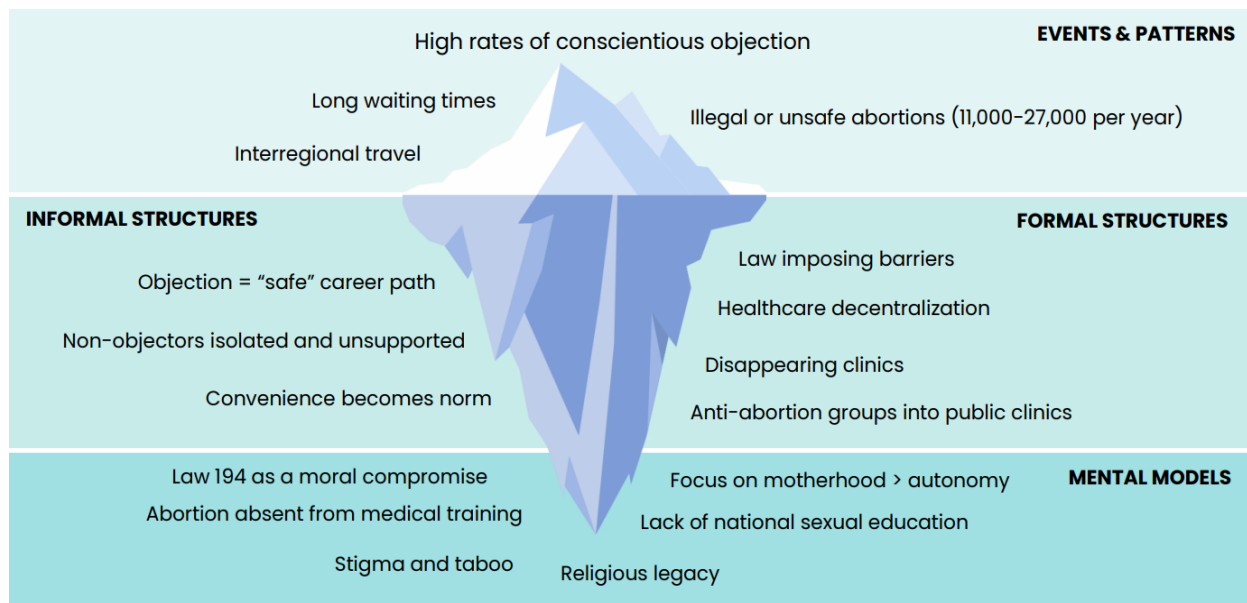 High rates of conscientious objection
EVENTS & PATTERNS
Long waiting times
Illegal or unsafe abortions (11,000-27,000 per year)
Interregional travel
INFORMAL STRUCTURES
FORMAL STRUCTURES
Objection = “safe” career path
Law imposing barriers
Non-objectors isolated and unsupported
Healthcare decentralization
Convenience becomes norm
Disappearing clinics
Anti-abortion groups into public clinics
Law 194 as a moral compromise
Focus on motherhood > autonomy
MENTAL MODELS
Abortion absent from medical training
Lack of national sexual education
Stigma and taboo
Religious legacy